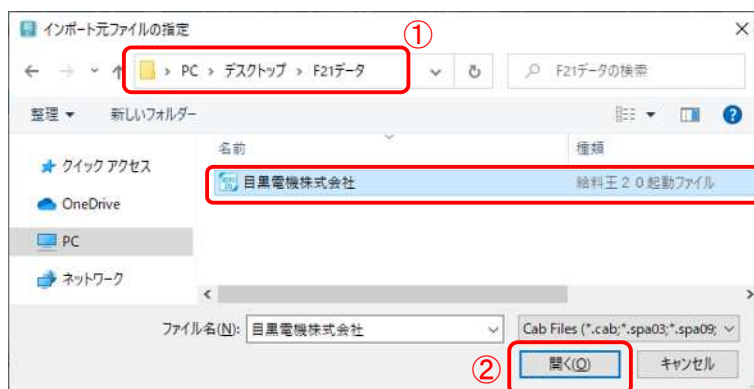 インポート元ファイルの指定
①
PC › デスクトップ › F21データ
F21データの検索
整理 新しいフォルダー
名前 種類
クイック アクセス
目黒電機株式会社 給料王20起動ファイル
OneDrive
PC
ネットワーク
ファイル名(N): 目黒電機株式会社 Cab Files (*.cab;*.spa03;*.spa09;
② 開く(O) キャンセル